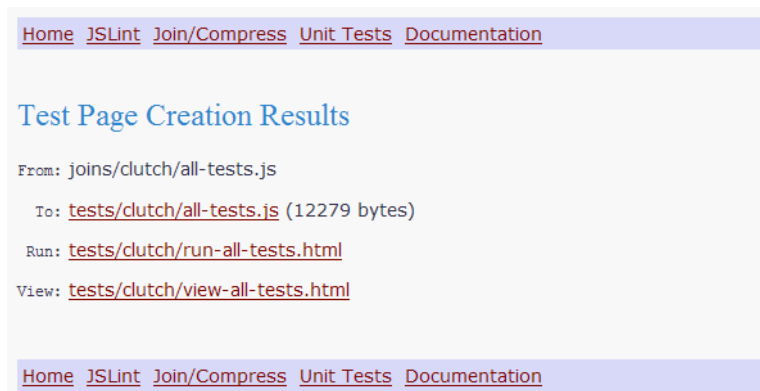 Home JSLint Join/Compress Unit Tests Documentation
Test Page Creation Results
From: joins/clutch/all-tests.js
To: tests/clutch/all-tests.js (12279 bytes)
Run: tests/clutch/run-all-tests.html
View: tests/clutch/view-all-tests.html
Home JSLint Join/Compress Unit Tests Documentation